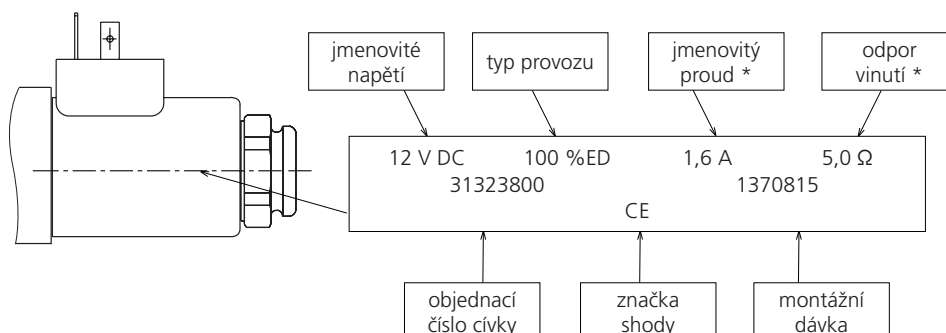 jmenovité
napětí
typ provozu
jmenovitý
proud *
odpor
vinutí *
12 V DC 100 %ED 1,6 A 5,0 Ω
31323800 1370815
CE
objednací
číslo cívky
značka
shody
montážní
dávka